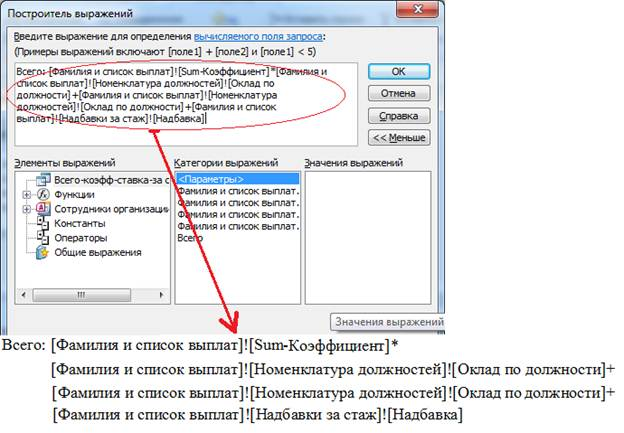 Построитель выражений
Введите выражение для определения вычисляемого поля запроса:
(Примеры выражений включают [поле1] + [поле2] и [поле1] < 5)
Всего: [Фамилия и список выплат]![Sum-Коэффициент]*[Фамилия и
список выплат]![Номенклатура должностей]![Оклад по
должности]+[Фамилия и список выплат]![Номенклатура
должностей]![Оклад по должности]+[Фамилия и список
выплат]![Надбавки за стаж]![Надбавка]
OK
Отмена
Справка
<< Меньше
Элементы выражений
Категории выражений
Значения выражений
Всего-коэфф-ставка-за с
Функции
Сотрудники организации
Константы
Операторы
Общие выражения
<Параметры>
Фамилия и список выплат.
Фамилия и список выплат.
Фамилия и список выплат.
Фамилия и список выплат.
Всего
Значения выражений
Всего: [Фамилия и список выплат]![Sum-Коэффициент]*
[Фамилия и список выплат]![Номенклатура должностей]![Оклад по должности]+
[Фамилия и список выплат]![Номенклатура должностей]![Оклад по должности]+
[Фамилия и список выплат]![Надбавки за стаж]![Надбавка]